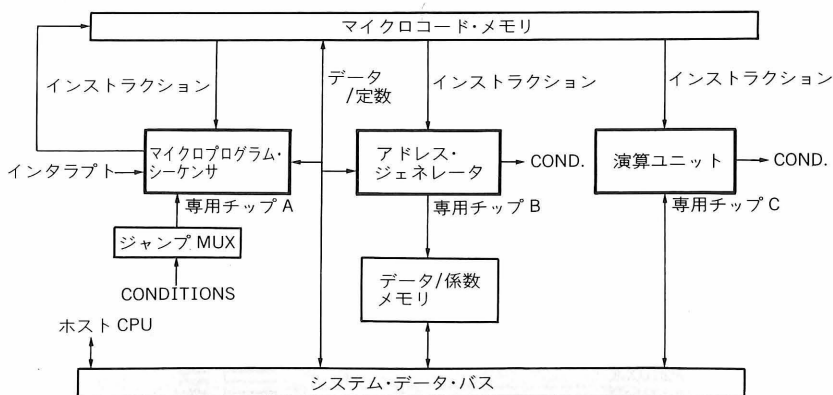 マイクロコード・メモリ
インストラクション
データ
/定数
インストラクション
インストラクション
マイクロプログラム・
シーケンサ
アドレス・
ジェネレータ
COND.
演算ユニット
COND.
インタラプト
専用チップ A
専用チップ B
専用チップ C
ジャンプ MUX
CONDITIONS
データ/係数
メモリ
ホスト CPU
システム・データ・バス